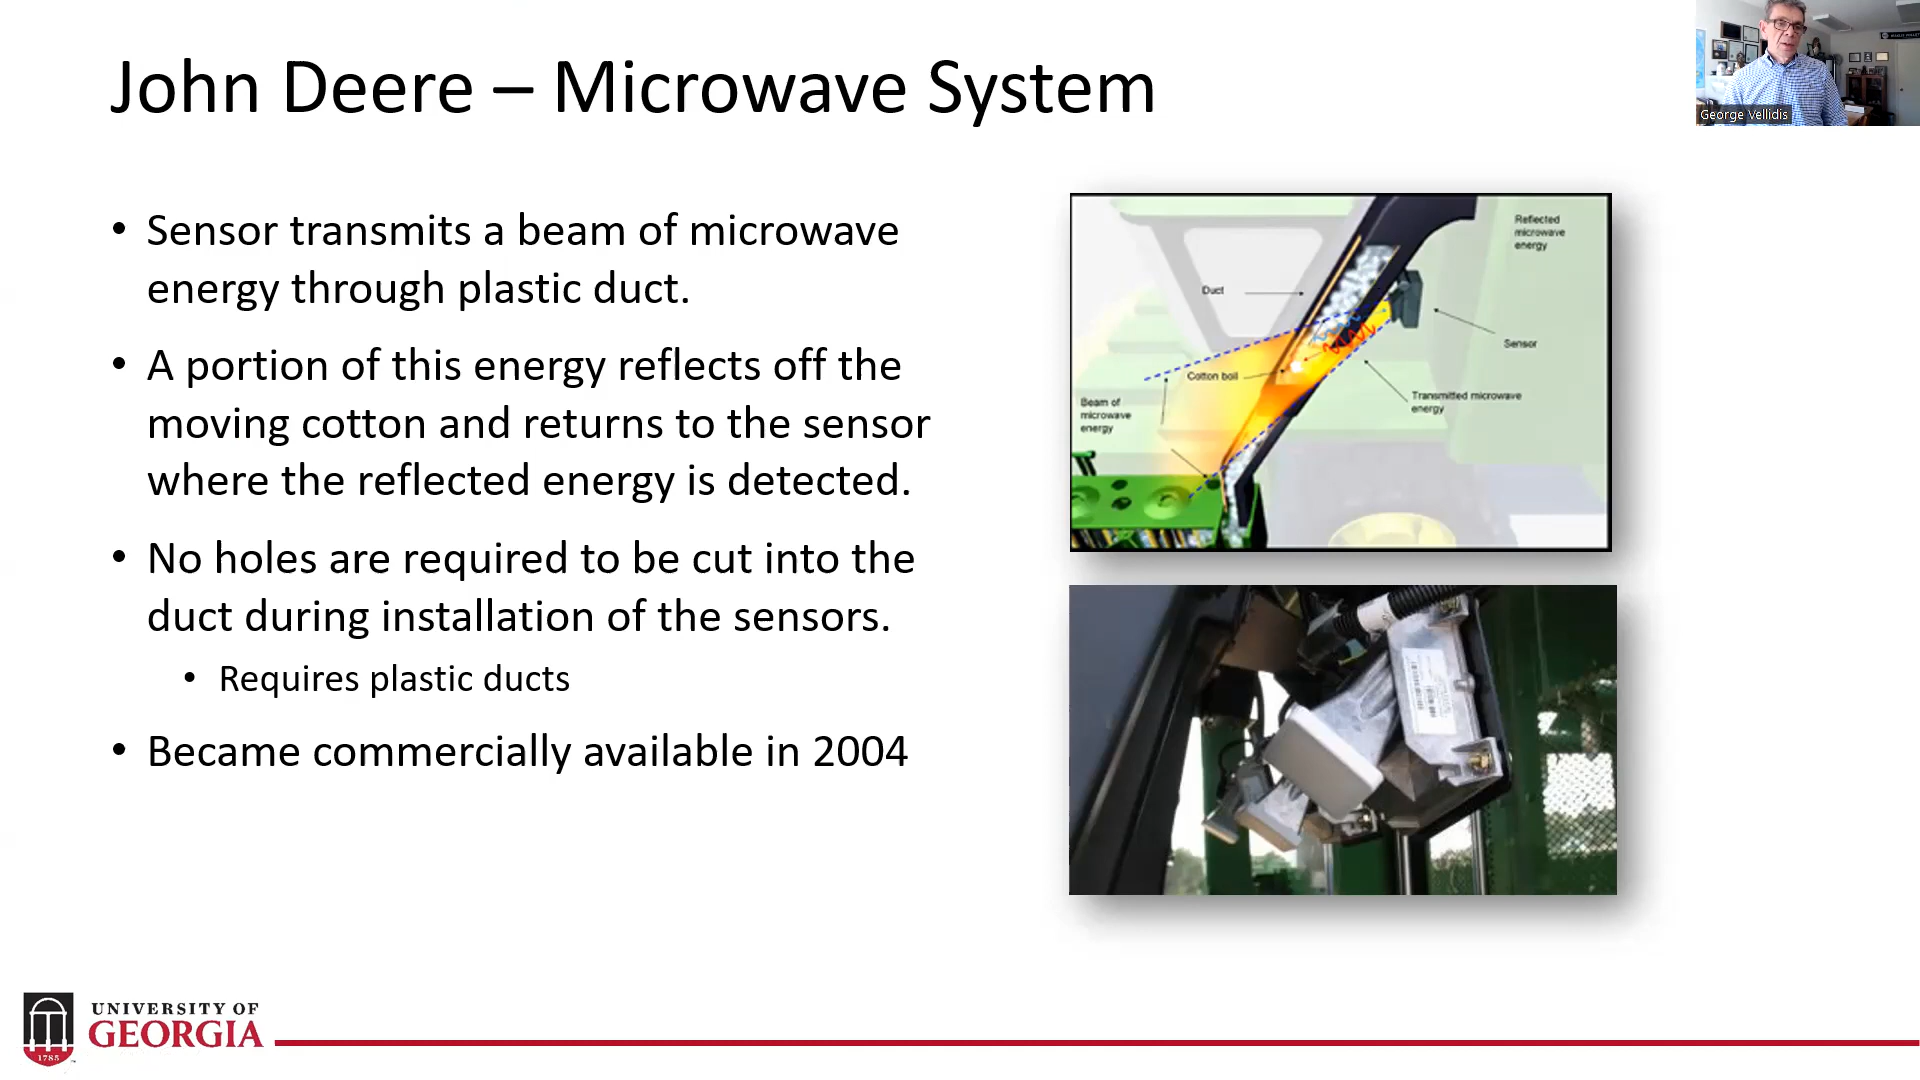 John Deere – Microwave System
George Vellidis
• Sensor transmits a beam of microwave
energy through plastic duct.
• A portion of this energy reflects off the
moving cotton and returns to the sensor
where the reflected energy is detected.
• No holes are required to be cut into the
duct during installation of the sensors.
• Requires plastic ducts
• Became commercially available in 2004
Reflected
microwave
energy
Duct
Sensor
Cotton boll
Transmitted microwave
energy
Beam of
microwave
energy
UNIVERSITY OF
GEORGIA
1785